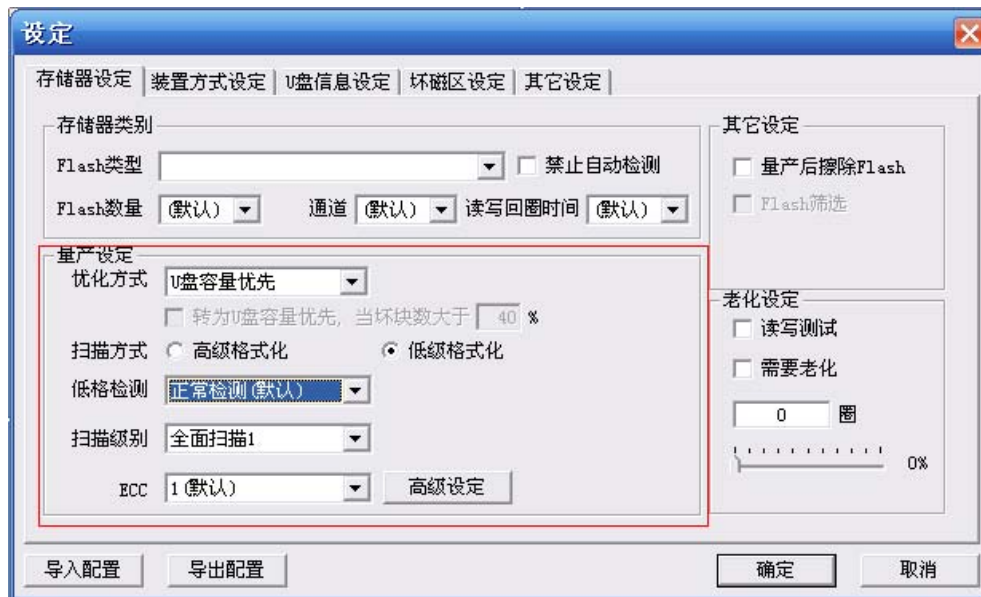 设定
存储器设定 装置方式设定 U盘信息设定 坏磁区设定 其它设定
存储器类别
Flash类型 禁止自动检测
Flash数量 (默认) 通道 (默认) 读写回圈时间 (默认)
量产设定
优化方式 U盘容量优先
转为U盘容量优先，当坏块数大于 40 %
扫描方式 高级格式化 低级格式化
低格检测 正常检测(默认)
扫描级别 全面扫描1
ECC 1(默认) 高级设定
其它设定
量产后擦除Flash
Flash筛选
老化设定
读写测试
需要老化
0 圈
0%
导入配置 导出配置 确定 取消